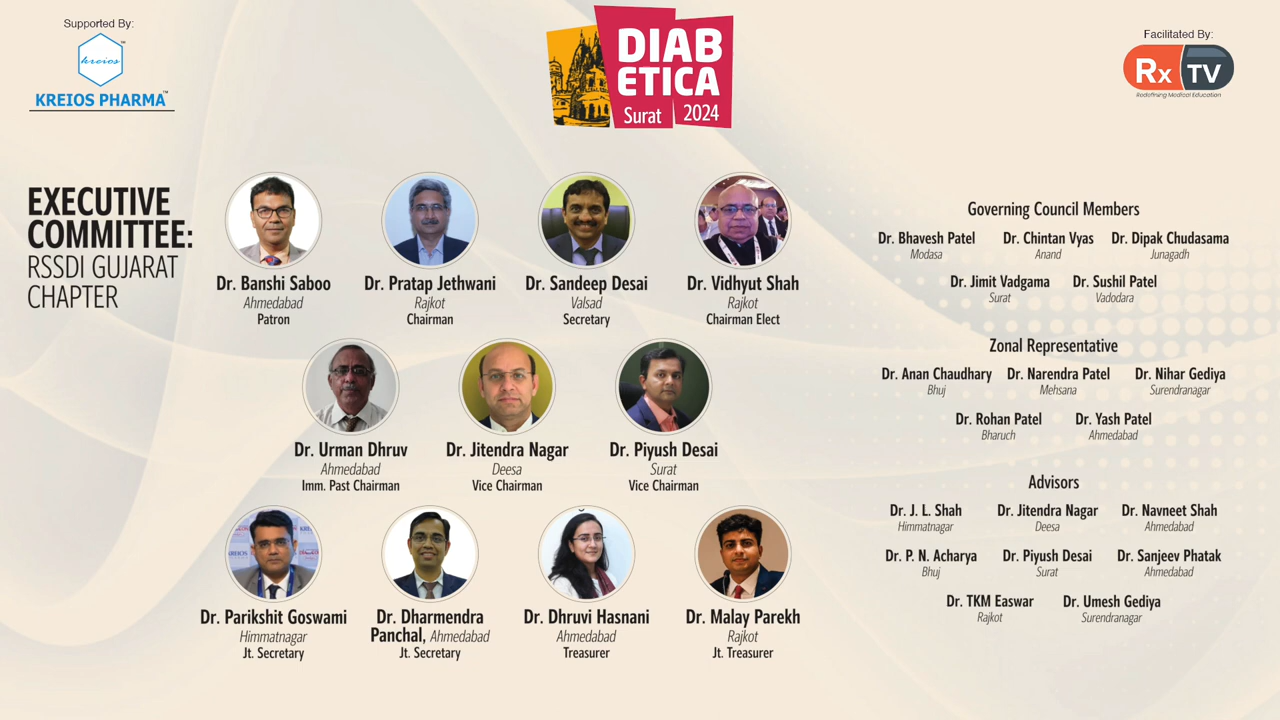 Supported By:
kreios
KREIOS PHARMA™
DIAB
ETICA
Surat 2024
Facilitated By:
Rx TV
Redefining Medical Education
EXECUTIVE
COMMITTEE:
RSSDI GUJARAT
CHAPTER
Dr. Banshi Saboo
Ahmedabad
Patron
Dr. Pratap Jethwani
Rajkot
Chairman
Dr. Sandeep Desai
Valsad
Secretary
Dr. Vidhyut Shah
Rajkot
Chairman Elect
Dr. Urman Dhruv
Ahmedabad
Imm. Past Chairman
Dr. Jitendra Nagar
Deesa
Vice Chairman
Dr. Piyush Desai
Surat
Vice Chairman
Dr. Parikshit Goswami
Himmatnagar
Jt. Secretary
Dr. Dharmendra
Panchal, Ahmedabad
Jt. Secretary
Dr. Dhruvi Hasnani
Ahmedabad
Treasurer
Dr. Malay Parekh
Rajkot
Jt. Treasurer
Governing Council Members
Dr. Bhavesh Patel
Modasa
Dr. Chintan Vyas
Anand
Dr. Dipak Chudasama
Junagadh
Dr. Jimit Vadgama
Surat
Dr. Sushil Patel
Vadodara
Zonal Representative
Dr. Anan Chaudhary
Bhuj
Dr. Narendra Patel
Mehsana
Dr. Nihar Gediya
Surendranagar
Dr. Rohan Patel
Bharuch
Dr. Yash Patel
Ahmedabad
Advisors
Dr. J. L. Shah
Himmatnagar
Dr. Jitendra Nagar
Deesa
Dr. Navneet Shah
Ahmedabad
Dr. P. N. Acharya
Bhuj
Dr. Piyush Desai
Surat
Dr. Sanjeev Phatak
Ahmedabad
Dr. TKM Easwar
Rajkot
Dr. Umesh Gediya
Surendranagar